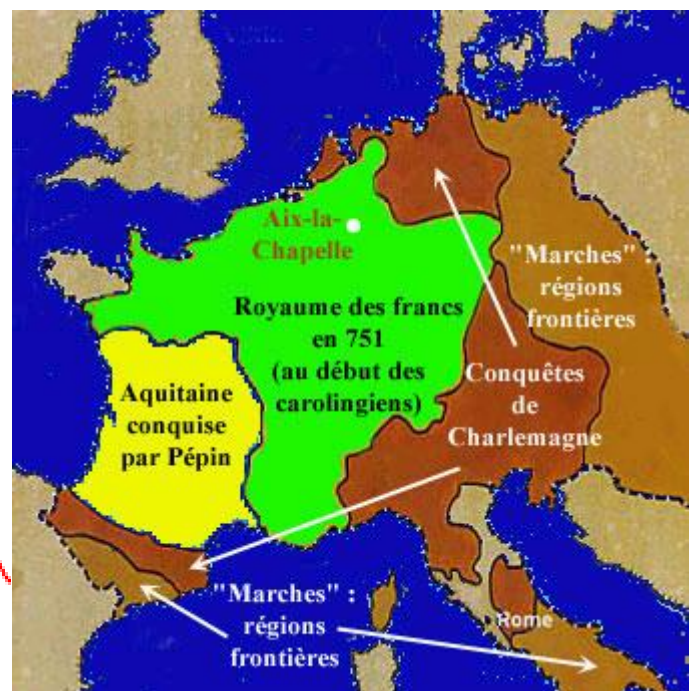 Aix-la-
Chapelle
"Marches" :
régions
frontières
Royaume des francs
en 751
(au début des
carolingiens)
Conquêtes
de
Charlemagne
Aquitaine
conquise
par Pépin
"Marches" :
régions
frontières
Rome